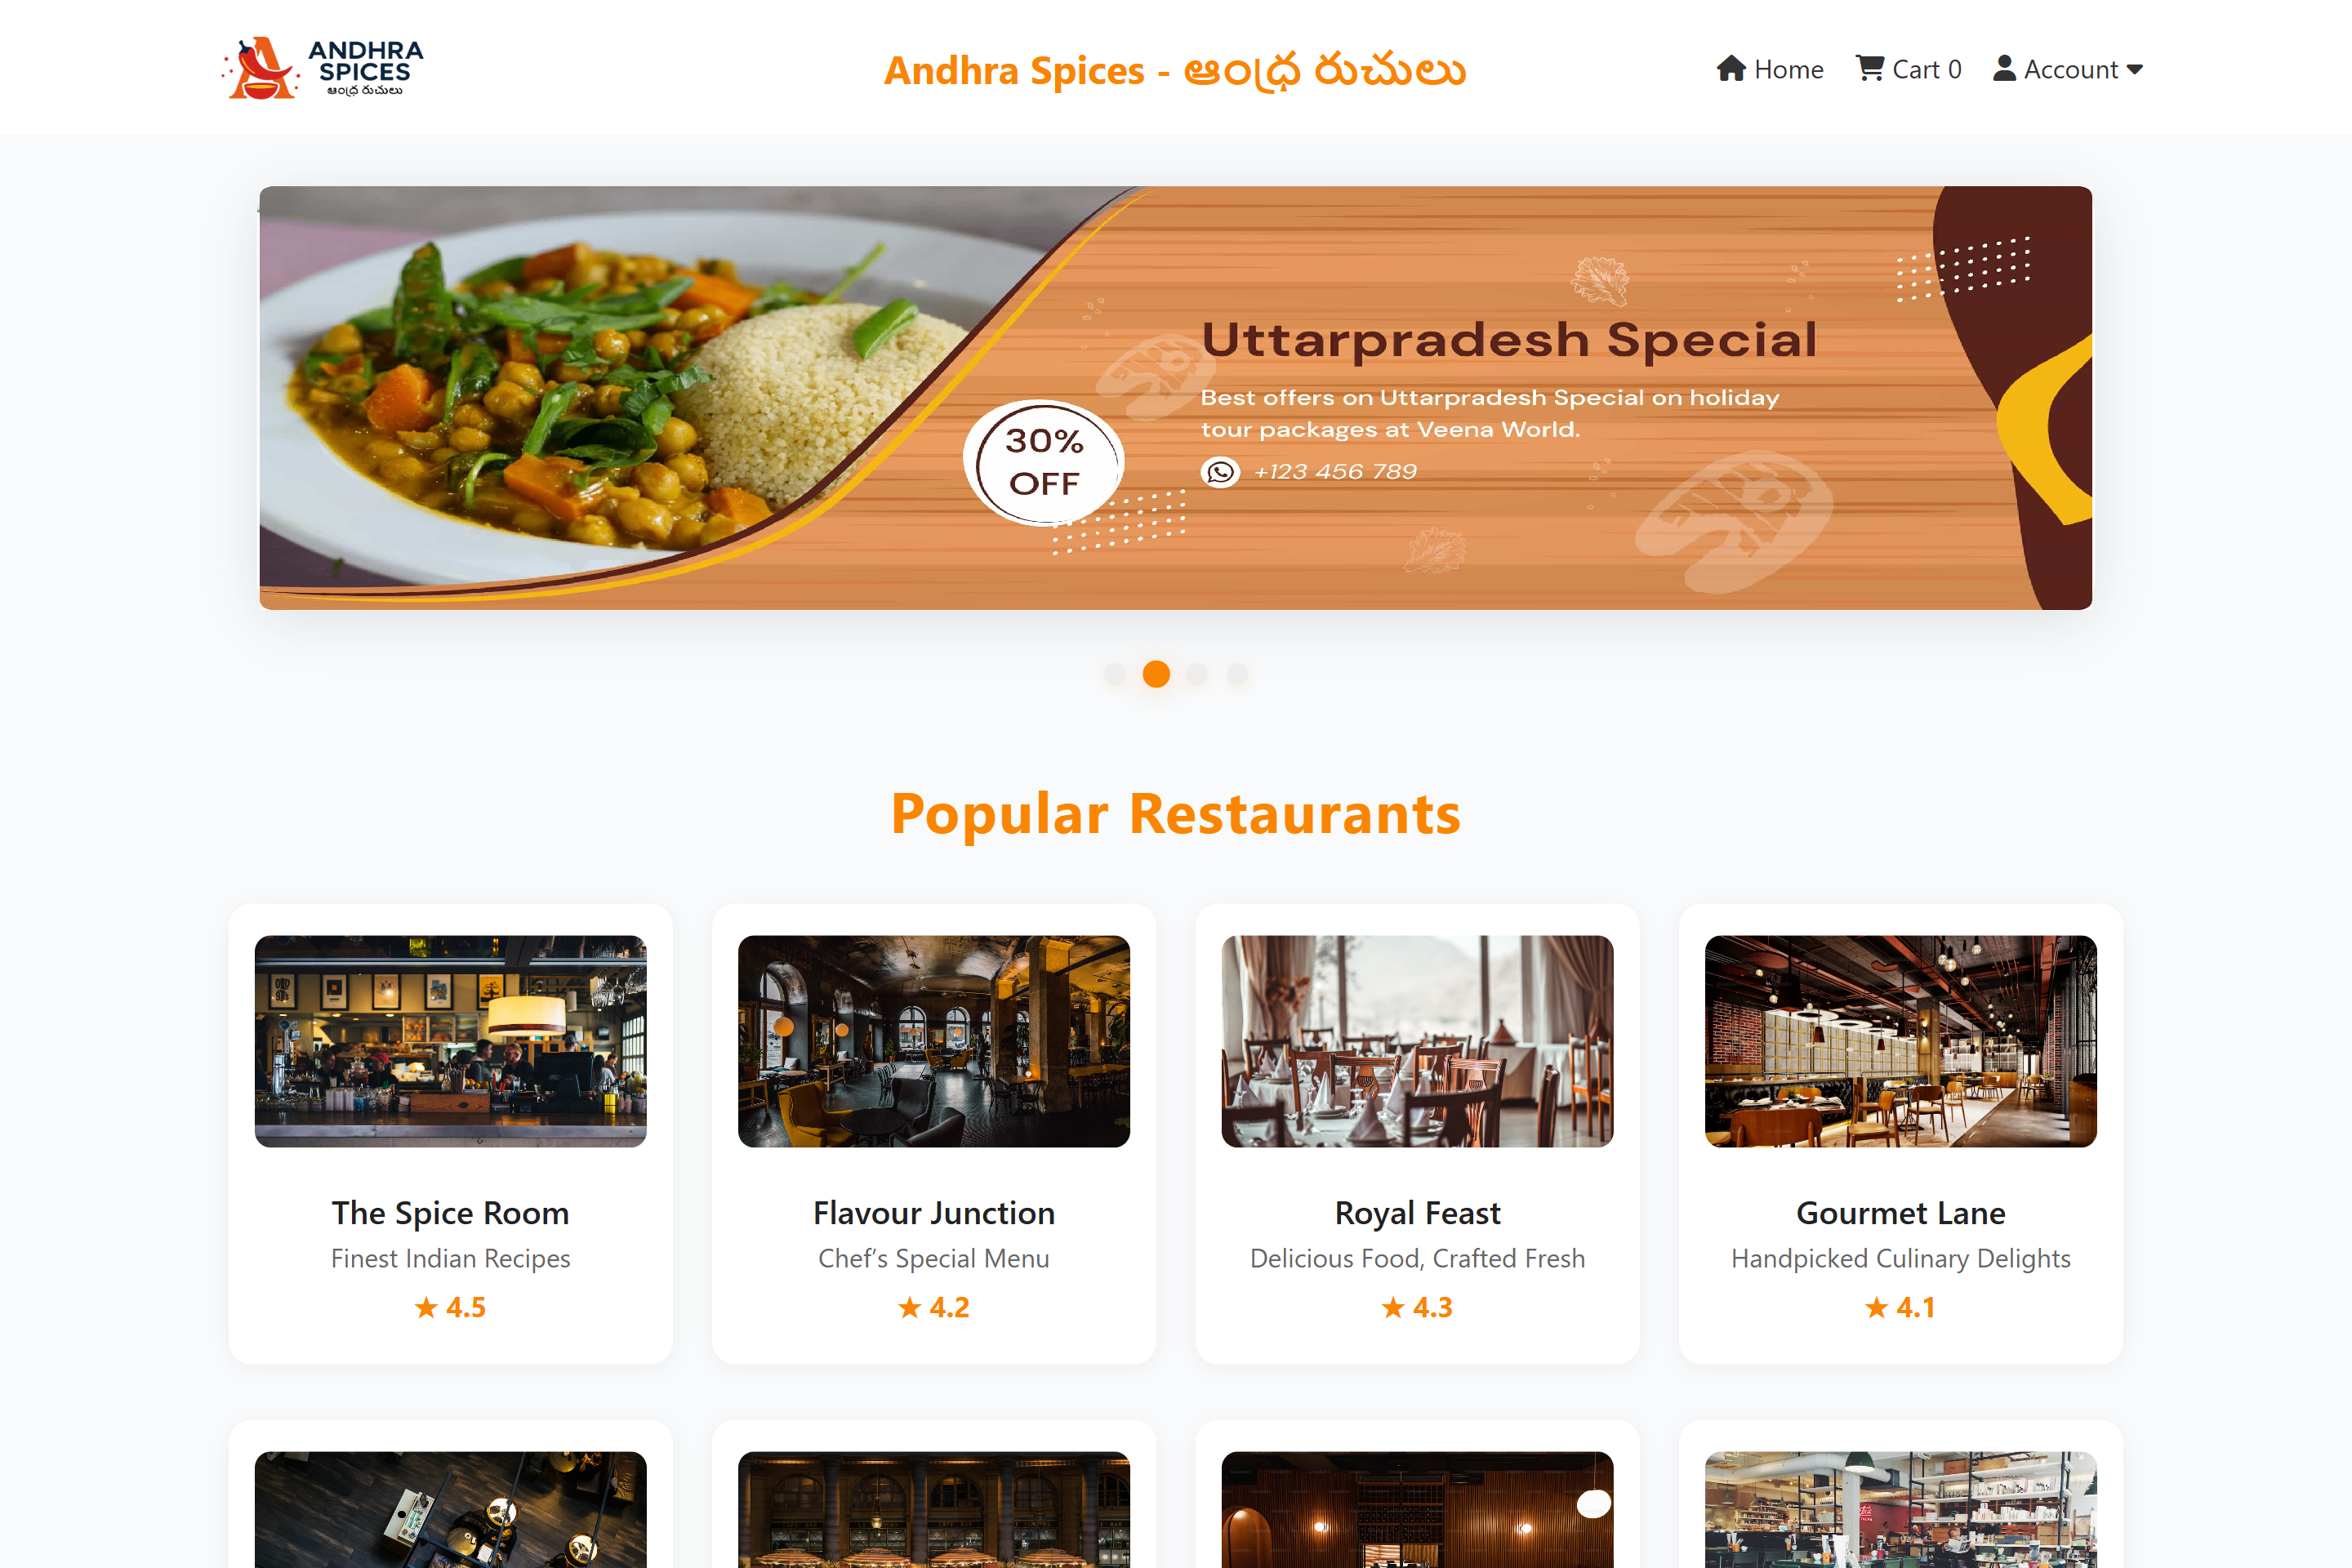 ANDHRA
SPICES
ఆంధ్ర రుచులు
Andhra Spices - ఆంధ్ర రుచులు
Home
Cart 0
Account
Uttarpradesh Special
Best offers on Uttarpradesh Special on holiday
tour packages at Veena World.
+123 456 789
30%
OFF
Popular Restaurants
The Spice Room
Finest Indian Recipes
★ 4.5
Flavour Junction
Chef’s Special Menu
★ 4.2
Royal Feast
Delicious Food, Crafted Fresh
★ 4.3
Gourmet Lane
Handpicked Culinary Delights
★ 4.1